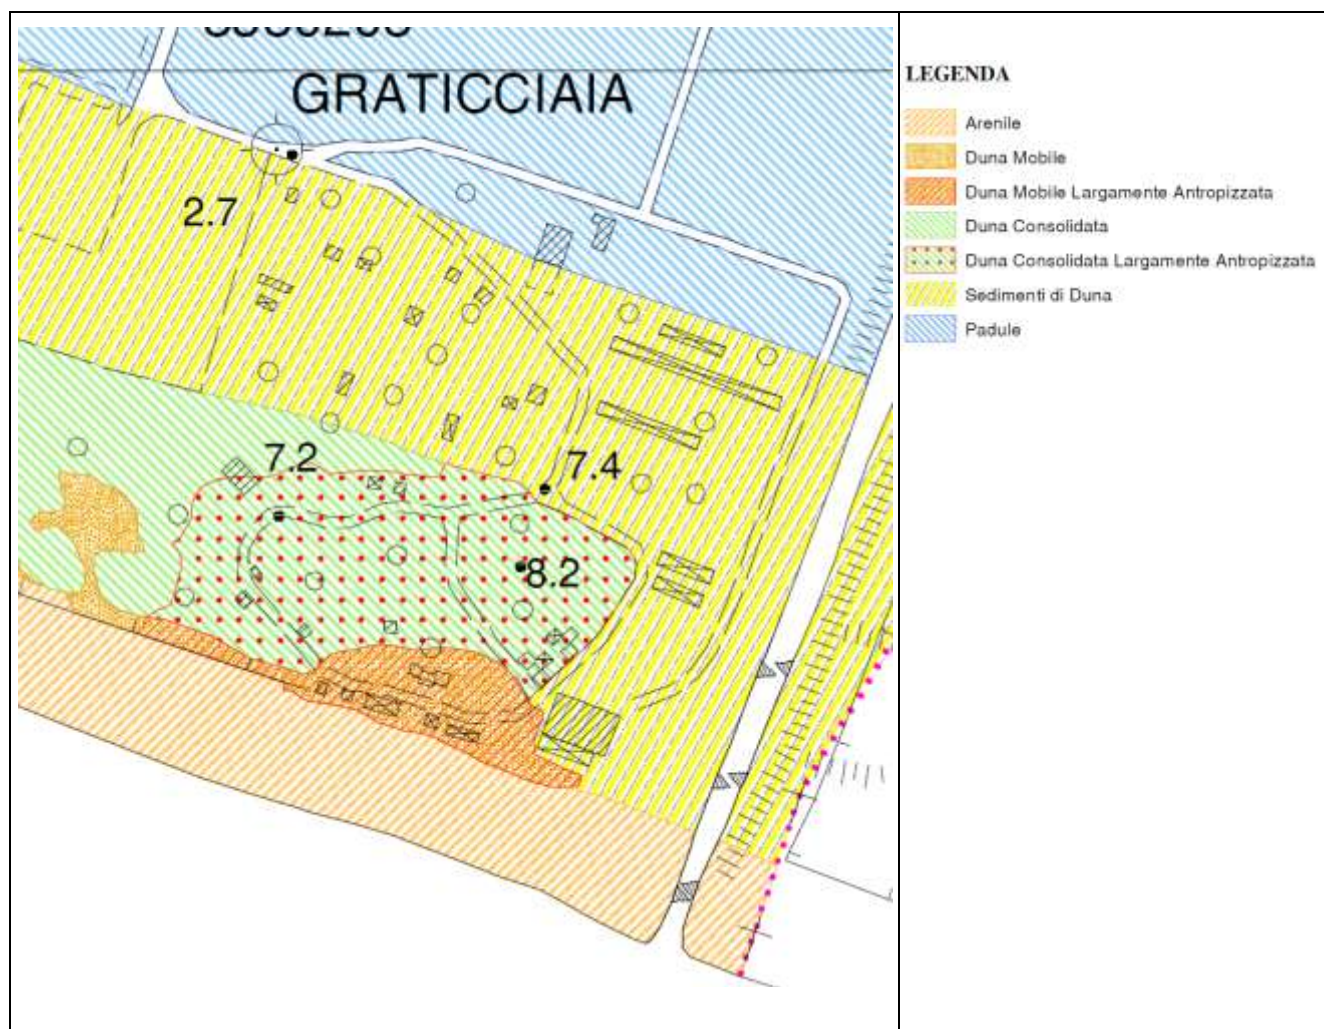 GRATICCIAIA
2.7
7.2
7.4
8.2
LEGENDA
Arenile
Duna Mobile
Duna Mobile Largamente Antropizzata
Duna Consolidata
Duna Consolidata Largamente Antropizzata
Sedimenti di Duna
Padule